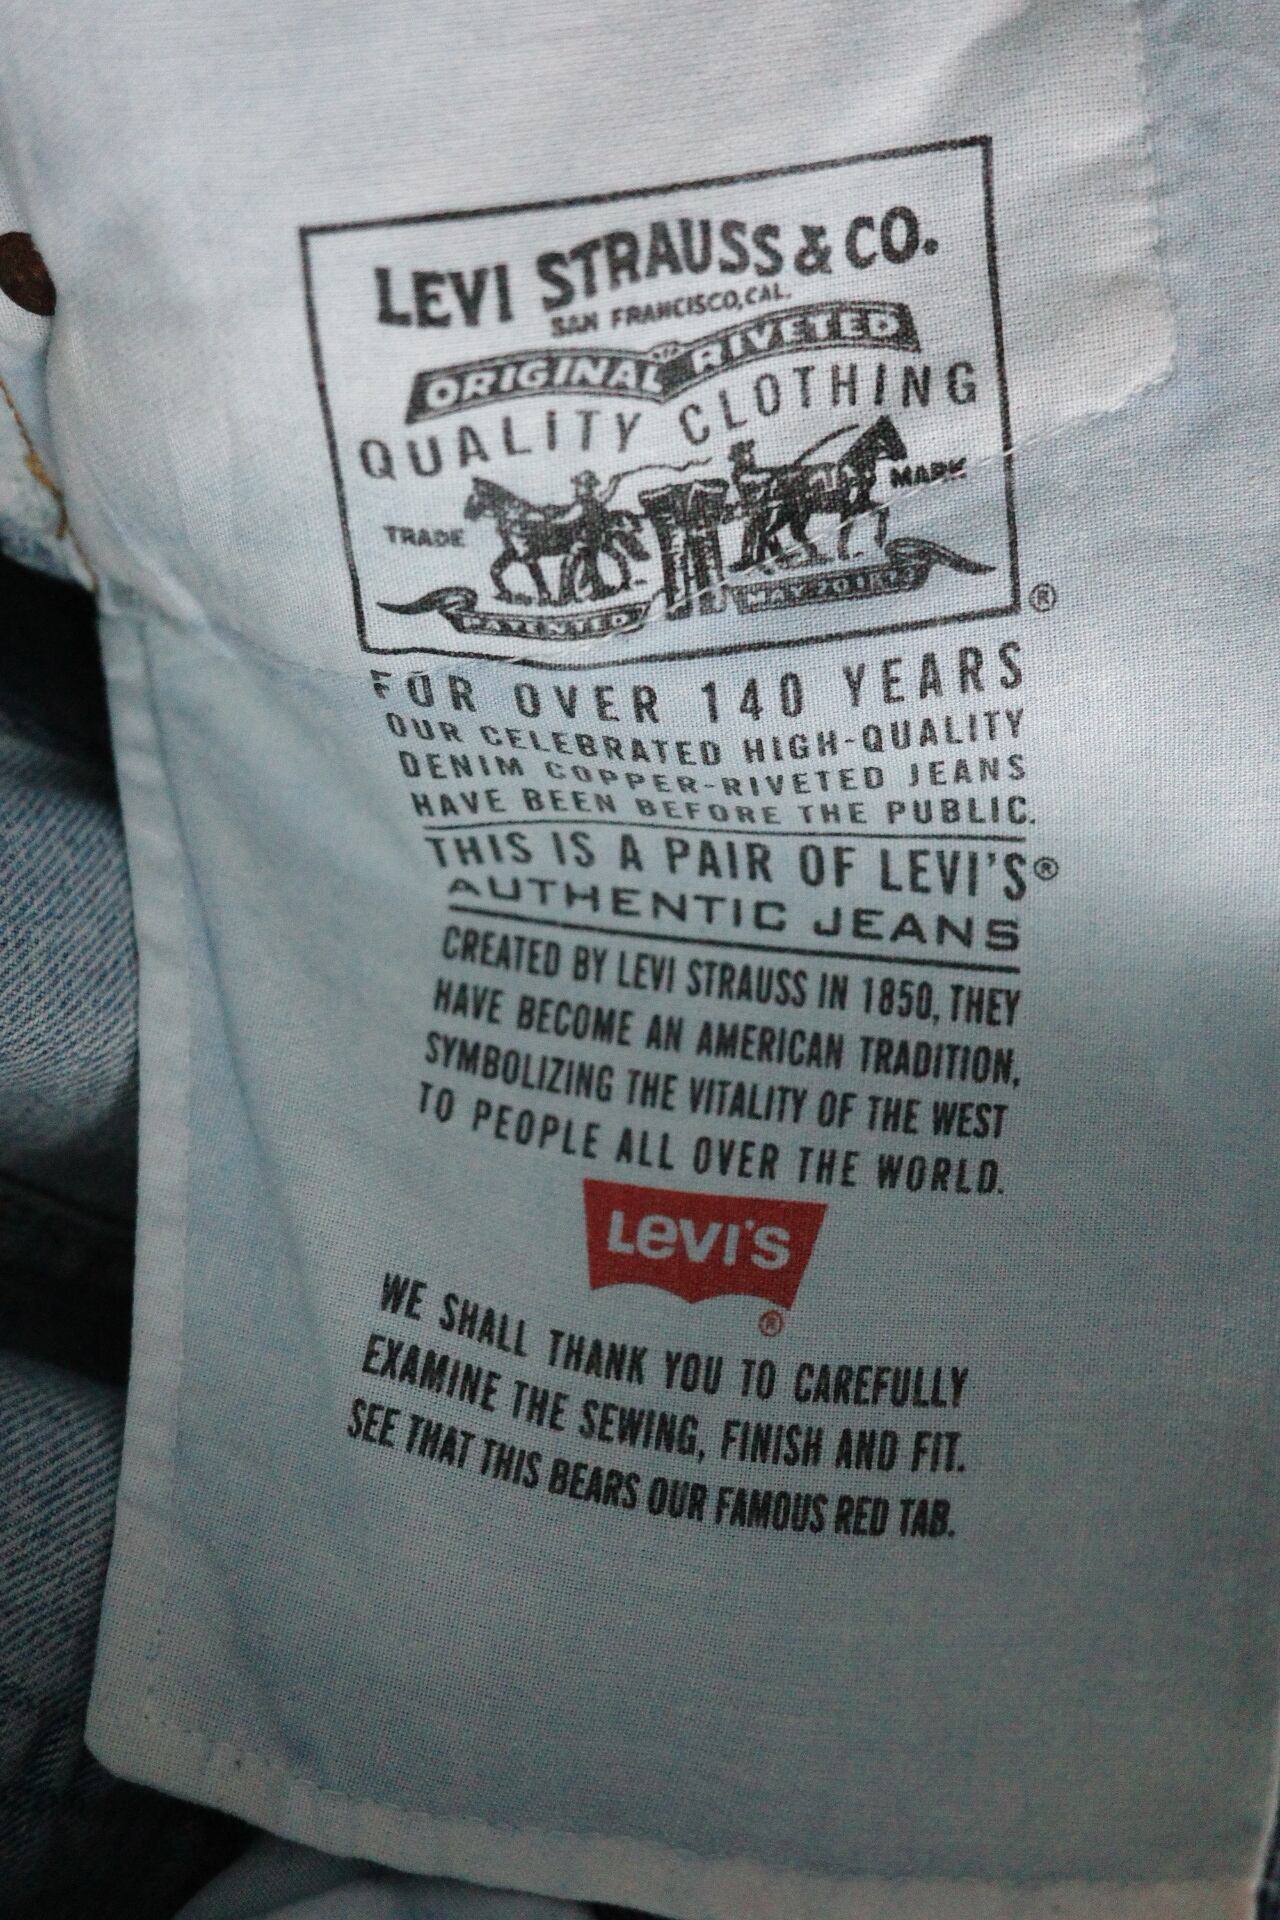 LEVI STRAUSS & CO.
SAN FRANCISCO, CAL.
ORIGINAL RIVETED
QUALITY CLOTHING
TRADE MARK
PATENTED MAY 20 1873
®
FOR OVER 140 YEARS
OUR CELEBRATED HIGH-QUALITY
DENIM COPPER-RIVETED JEANS
HAVE BEEN BEFORE THE PUBLIC.
THIS IS A PAIR OF LEVI'S®
AUTHENTIC JEANS
CREATED BY LEVI STRAUSS IN 1850, THEY
HAVE BECOME AN AMERICAN TRADITION,
SYMBOLIZING THE VITALITY OF THE WEST
TO PEOPLE ALL OVER THE WORLD.
LEVI'S
®
WE SHALL THANK YOU TO CAREFULLY
EXAMINE THE SEWING, FINISH AND FIT.
SEE THAT THIS BEARS OUR FAMOUS RED TAB.